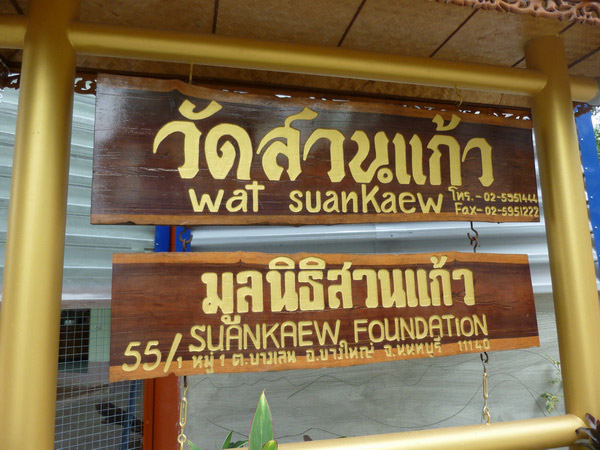 วัดสวนแก้ว
wat suanKaew
โทร.-02-5951444
Fax-02-5951222
มูลนิธิสวนแก้ว
SUANKAEW FOUNDATiON
55/1 หมู่1 ต.บางเลน อ.บางใหญ่ จ.นนทบุรี 11140